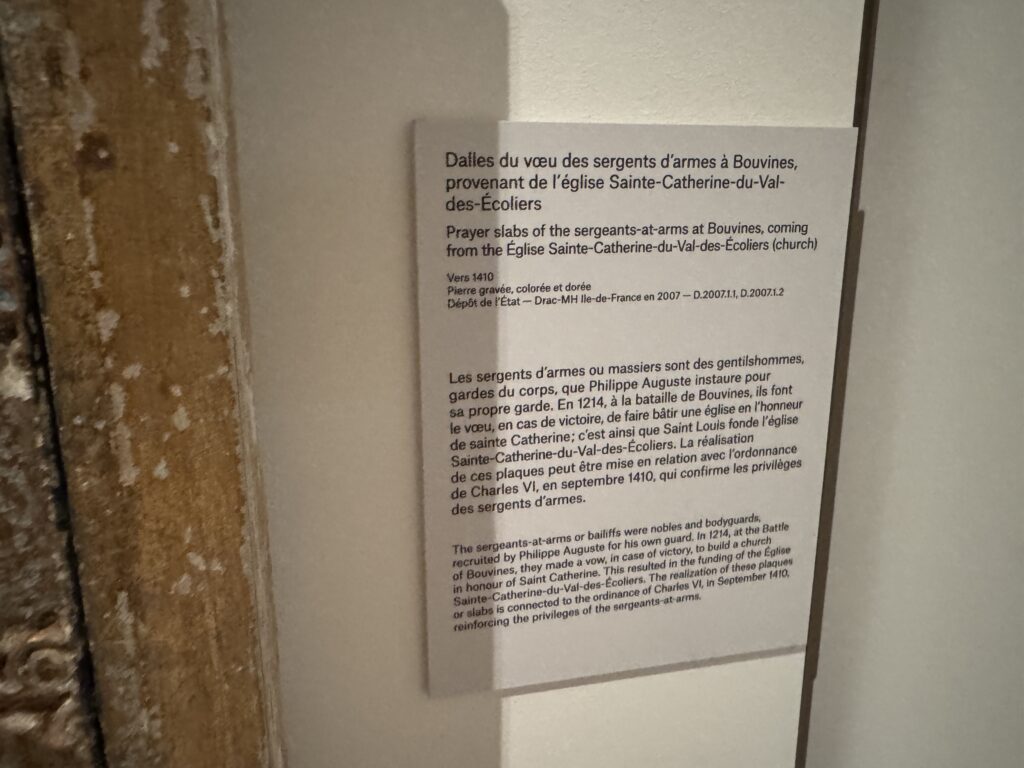 Dalles du vœu des sergents d'armes à Bouvines,
provenant de l'église Sainte-Catherine-du-Val-
des-Écoliers
Prayer slabs of the sergeants-at-arms at Bouvines, coming
from the Église Sainte-Catherine-du-Val-des-Écoliers (church)
Vers 1410
Pierre gravée, colorée et dorée
Dépôt de l'État — Drac-MH Ile-de-France en 2007 — D.2007.1.1, D.2007.1.2
Les sergents d'armes ou massiers sont des gentilshommes,
gardes du corps, que Philippe Auguste instaure pour
sa propre garde. En 1214, à la bataille de Bouvines, ils font
le vœu, en cas de victoire, de faire bâtir une église en l'honneur
de sainte Catherine; c'est ainsi que Saint Louis fonde l'église
Sainte-Catherine-du-Val-des-Écoliers. La réalisation
de ces plaques peut être mise en relation avec l'ordonnance
de Charles VI, en septembre 1410, qui confirme les privilèges
des sergents d'armes.
The sergeants-at-arms or bailiffs were nobles and bodyguards,
recruited by Philippe Auguste for his own guard. In 1214, at the Battle
of Bouvines, they made a vow, in case of victory, to build a church
in honour of Saint Catherine. This resulted in the funding of the Église
Sainte-Catherine-du-Val-des-Écoliers. The realization of these plaques
or slabs is connected to the ordinance of Charles VI, in September 1410,
reinforcing the privileges of the sergeants-at-arms.